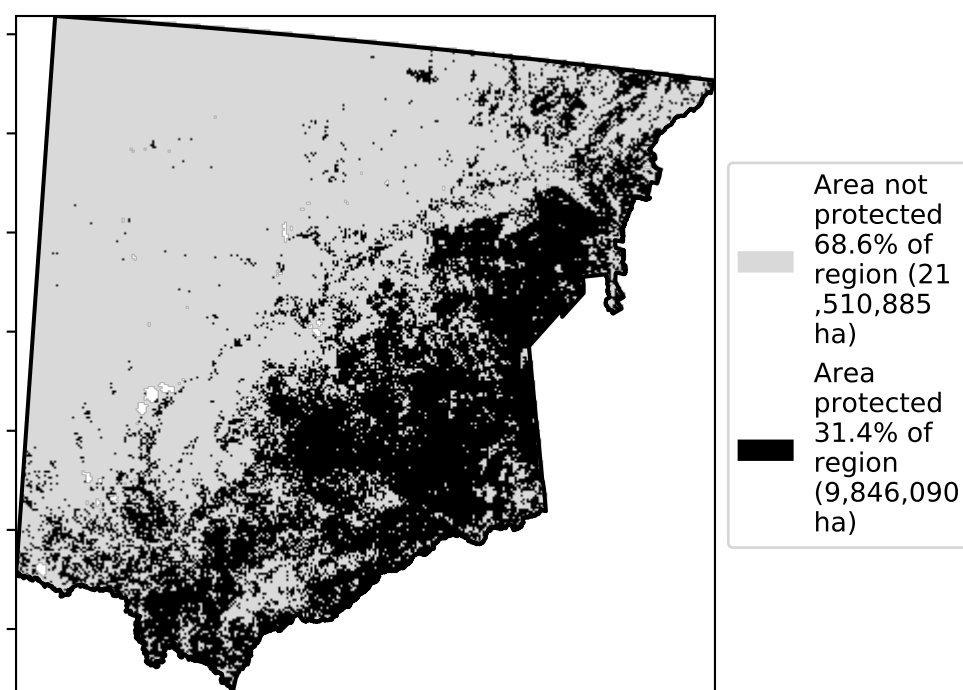 Area not
protected
68.6% of
region (21
,510,885
ha)
Area
protected
31.4% of
region
(9,846,090
ha)